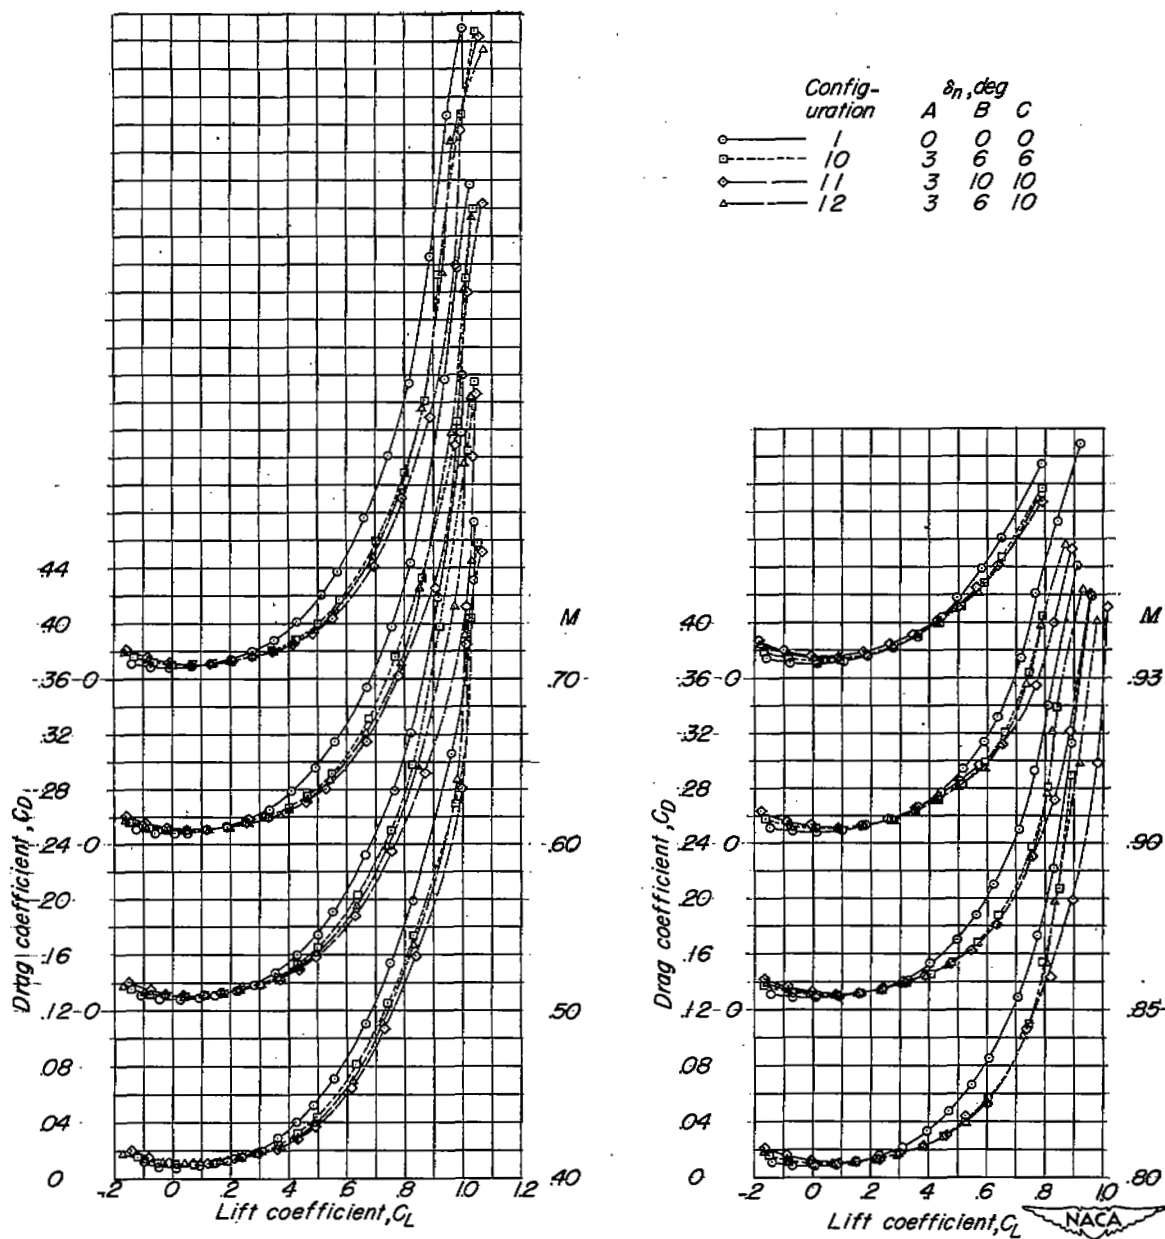 Config-
uration
δn, deg
A B C
1 0 0 0
10 3 6 6
11 3 10 10
12 3 6 10
.44
.40
.36-0
.32
.28
.24-0
.20
.16
.12-0
.08
.04
0
Drag coefficient, CD
-.2 0 .2 .4 .6 .8 1.0 1.2
Lift coefficient, CL
M
.70
.60
.50
.40
.40
.36-0
.32
.28
.24-0
.20
.16
.12-0
.08
.04
0
Drag coefficient, CD
-.2 0 .2 .4 .6 .8 1.0
Lift coefficient, CL
M
.93
.90
.85
.80
NACA